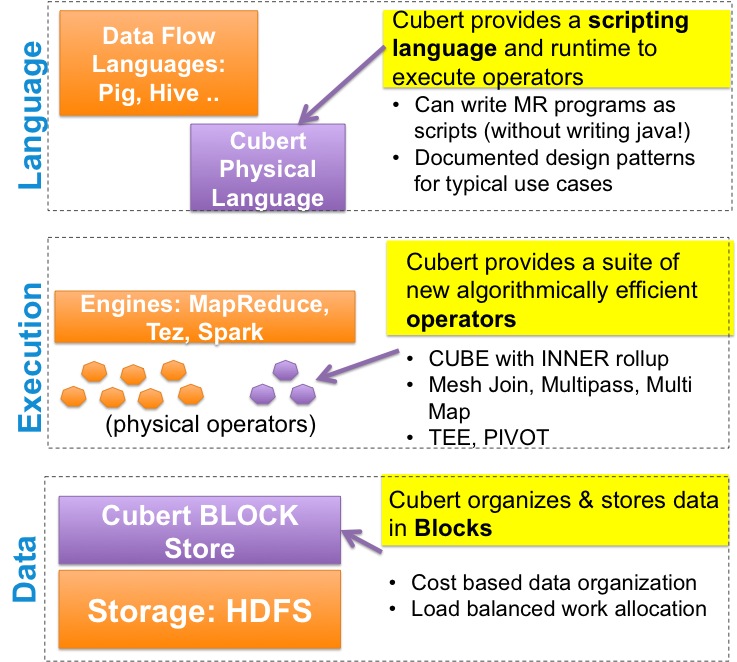 Language
Data Flow
Languages:
Pig, Hive ..
Cubert
Physical
Language
Cubert provides a scripting
language and runtime to
execute operators
• Can write MR programs as
scripts (without writing java!)
• Documented design patterns
for typical use cases
Execution
Engines: MapReduce,
Tez, Spark
(physical operators)
Cubert provides a suite of
new algorithmically efficient
operators
• CUBE with INNER rollup
• Mesh Join, Multipass, Multi
Map
• TEE, PIVOT
Data
Cubert BLOCK
Store
Storage: HDFS
Cubert organizes & stores data
in Blocks
• Cost based data organization
• Load balanced work allocation